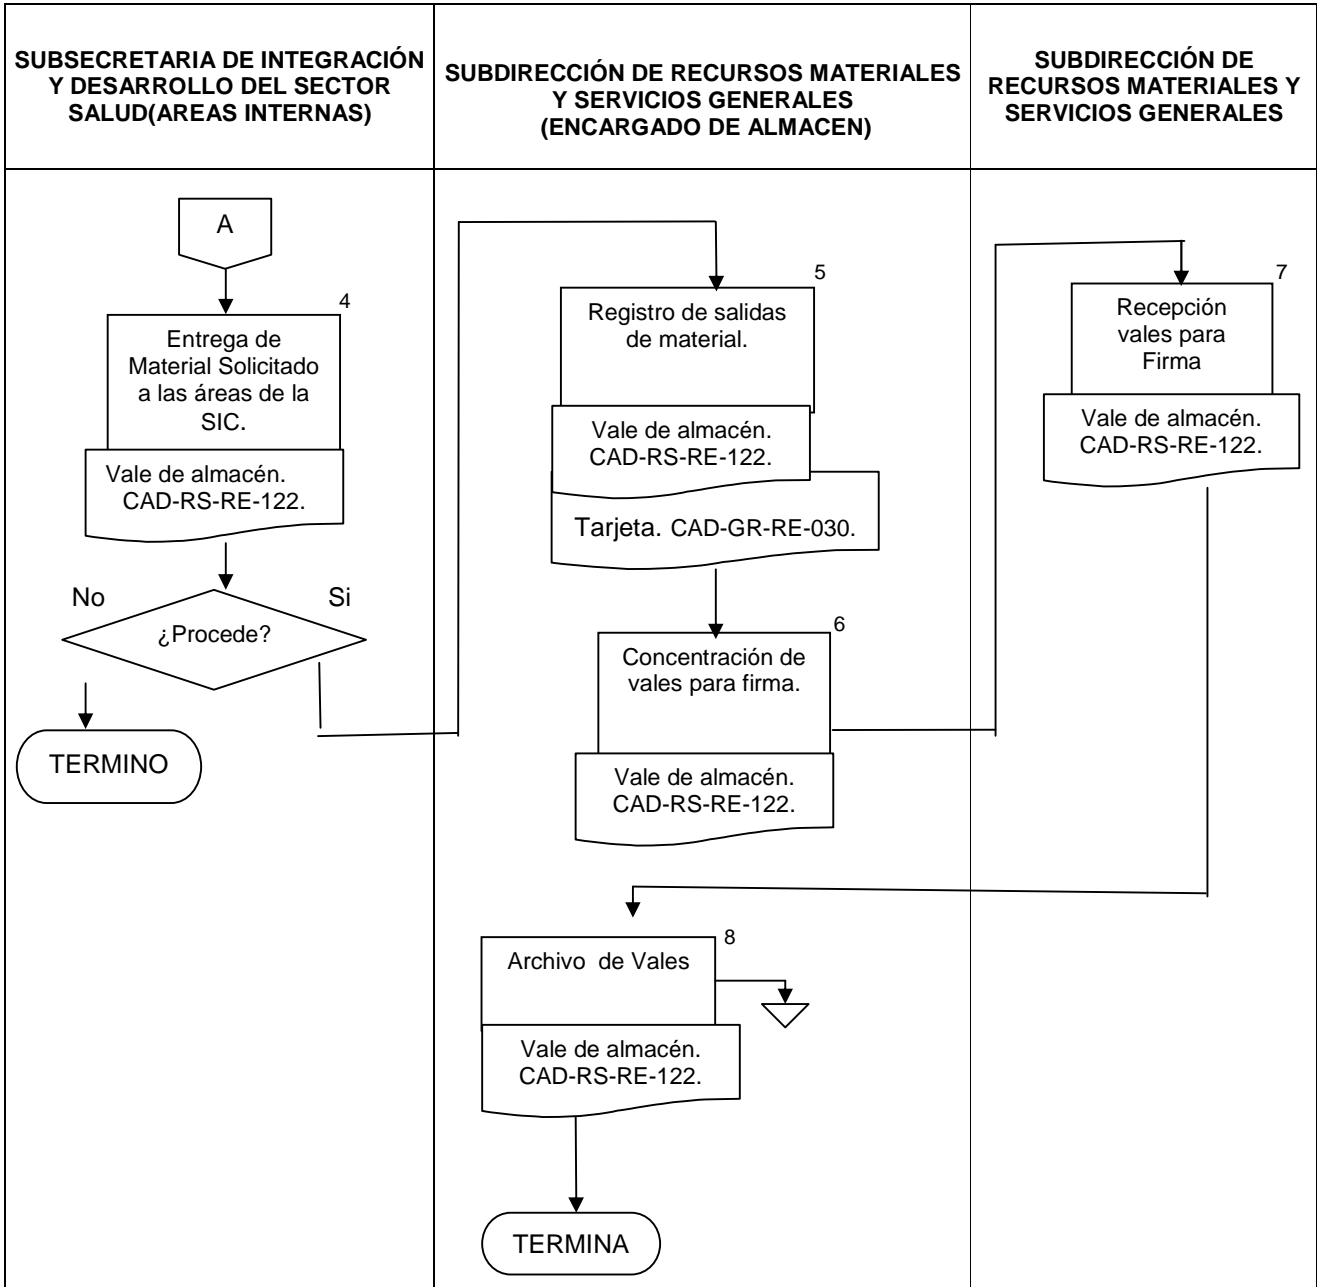 SUBSECRETARIA DE INTEGRACIÓN
Y DESARROLLO DEL SECTOR
SALUD(AREAS INTERNAS)
SUBDIRECCIÓN DE RECURSOS MATERIALES
Y SERVICIOS GENERALES
(ENCARGADO DE ALMACEN)
SUBDIRECCIÓN DE
RECURSOS MATERIALES Y
SERVICIOS GENERALES
A
4
Entrega de
Material Solicitado
a las áreas de la
SIC.
Vale de almacén.
CAD-RS-RE-122.
No
Si
¿Procede?
TERMINO
5
Registro de salidas
de material.
Vale de almacén.
CAD-RS-RE-122.
Tarjeta. CAD-GR-RE-030.
6
Concentración de
vales para firma.
Vale de almacén.
CAD-RS-RE-122.
7
Recepción
vales para
Firma
Vale de almacén.
CAD-RS-RE-122.
8
Archivo de Vales
Vale de almacén.
CAD-RS-RE-122.
TERMINA